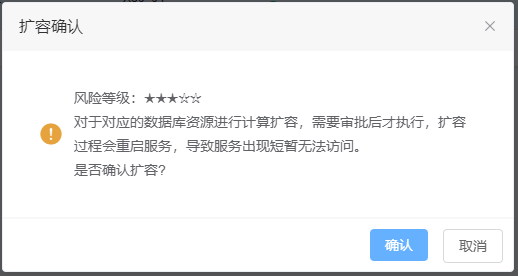 扩容确认
风险等级：★★★☆☆
对于对应的数据库资源进行计算扩容，需要审批后才执行，扩容
过程会重启服务，导致服务出现短暂无法访问。
是否确认扩容?
确认
取消